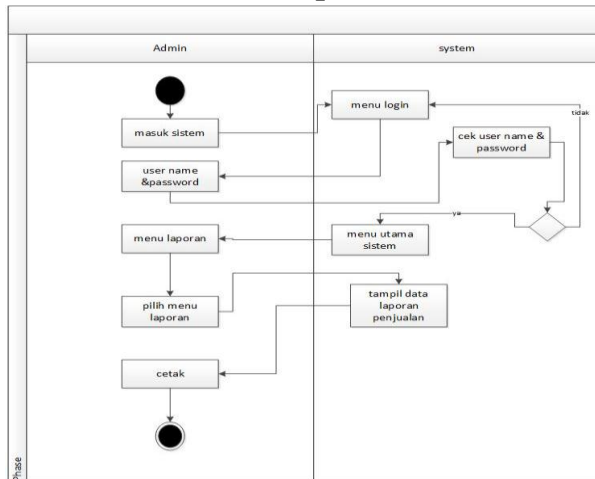 Admin
system
masuk sistem
menu login
tidak
cek user name &
password
user name
&password
ya
menu laporan
menu utama
sistem
pilih menu
laporan
tampil data
laporan
penjualan
cetak
Phase